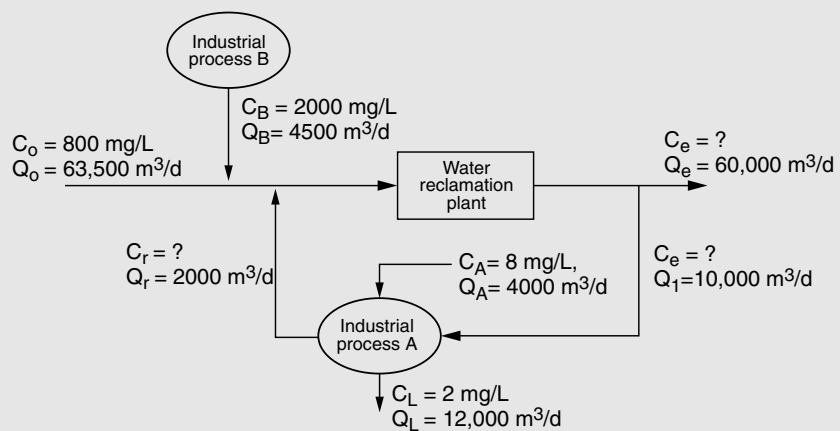 Industrial
process B
C_B = 2000 mg/L
Q_B= 4500 m³/d
C_o = 800 mg/L
Q_o = 63,500 m³/d
Water
reclamation
plant
C_e = ?
Q_e = 60,000 m³/d
C_r = ?
Q_r = 2000 m³/d
C_A= 8 mg/L,
Q_A= 4000 m³/d
C_e = ?
Q_1=10,000 m³/d
Industrial
process A
C_L = 2 mg/L
Q_L = 12,000 m³/d